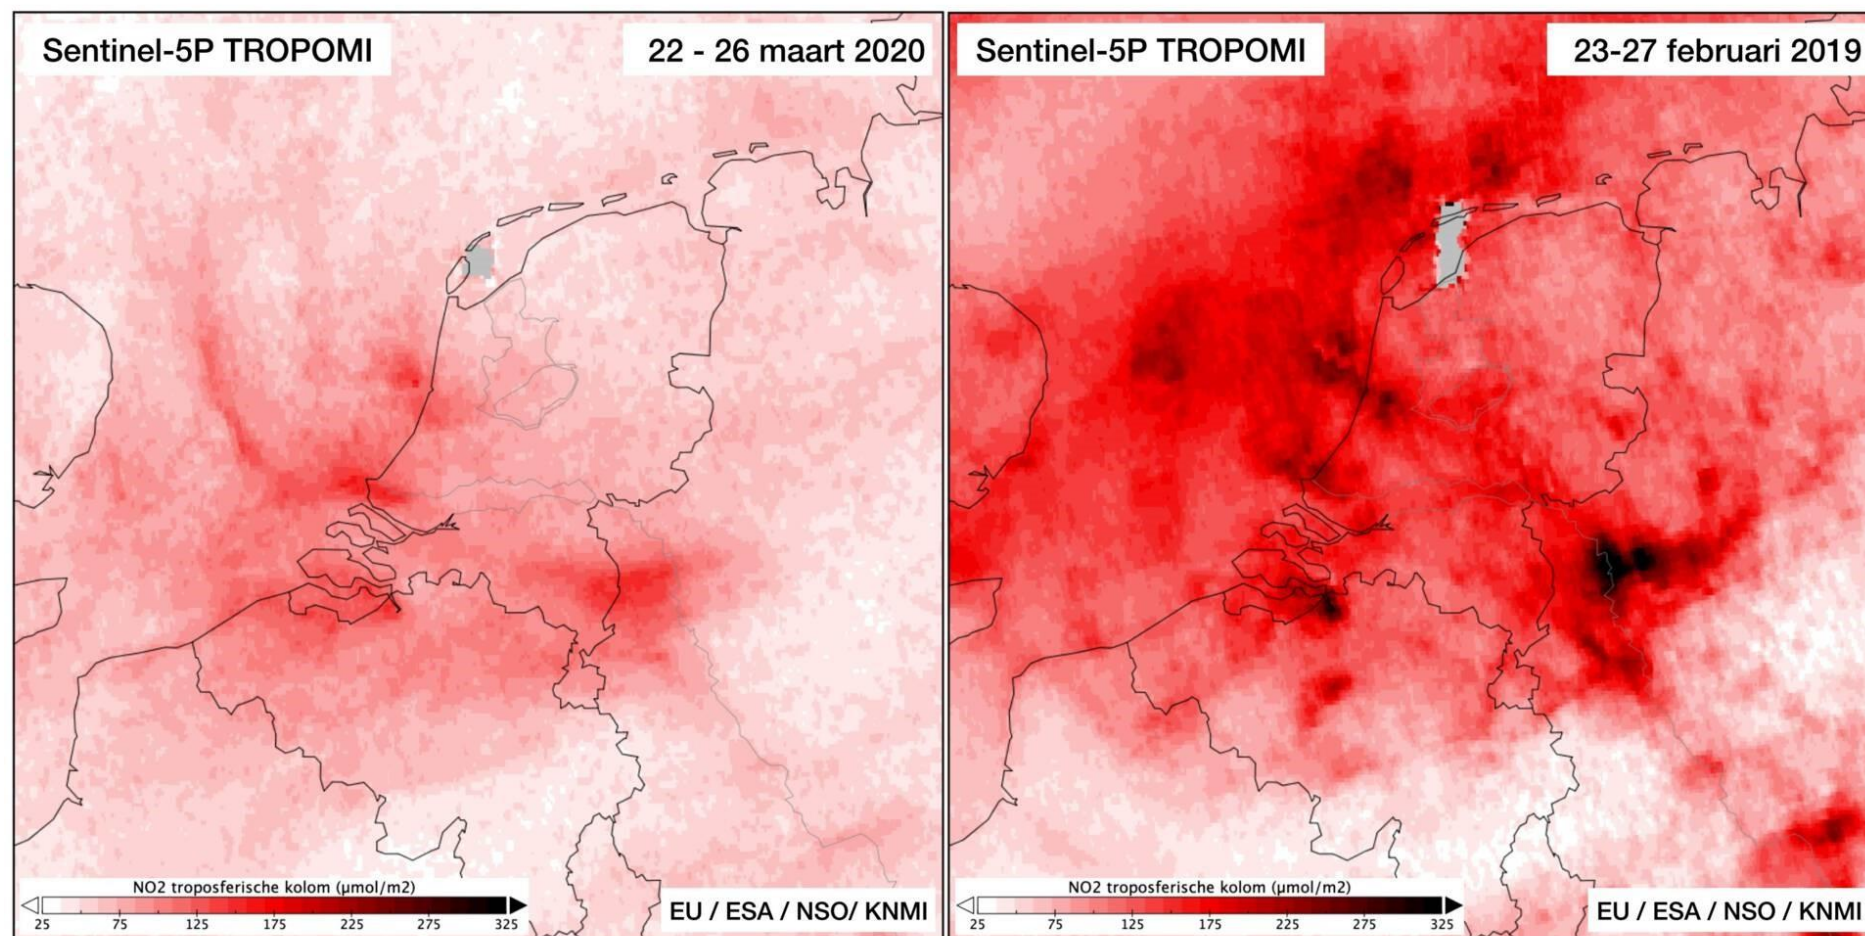 Sentinel-5P TROPOMI
22 - 26 maart 2020
NO2 troposferische kolom (µmol/m2)
25 75 125 175 225 275 325
EU / ESA / NSO/ KNMI
Sentinel-5P TROPOMI
23-27 februari 2019
NO2 troposferische kolom (µmol/m2)
25 75 125 175 225 275 325
EU / ESA / NSO / KNMI